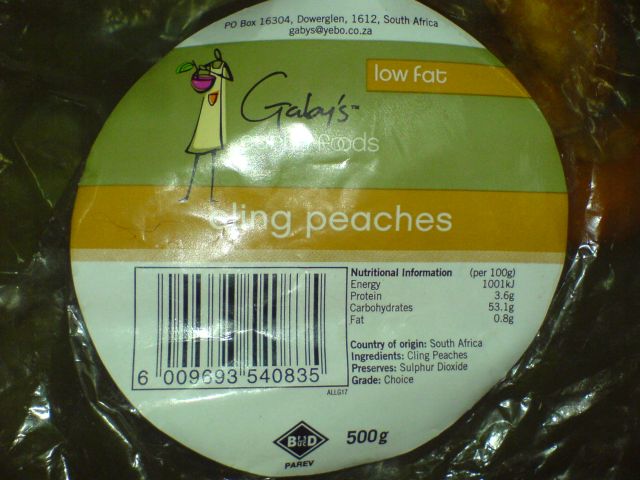 PO Box 16304, Dowerglen, 1612, South Africa
gabys@yebo.co.za
low fat
Gaby's™
foods
cling peaches
Nutritional Information (per 100g)
Energy 1001kJ
Protein 3.6g
Carbohydrates 53.1g
Fat 0.8g
Country of origin: South Africa
Ingredients: Cling Peaches
Preserves: Sulphur Dioxide
Grade: Choice
6 009693 540835
ALLG17
B D
PAREV
500g